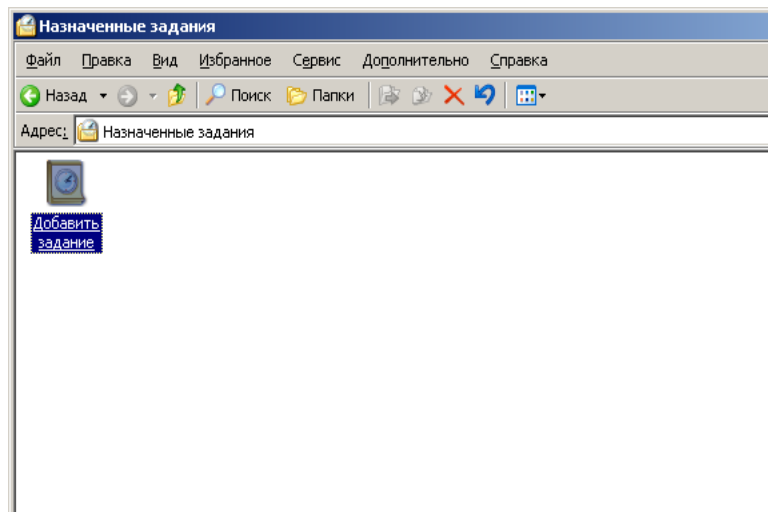 Назначенные задания
Файл Правка Вид Избранное Сервис Дополнительно Справка
Назад Поиск Папки
Адрес: Назначенные задания
Добавить
задание